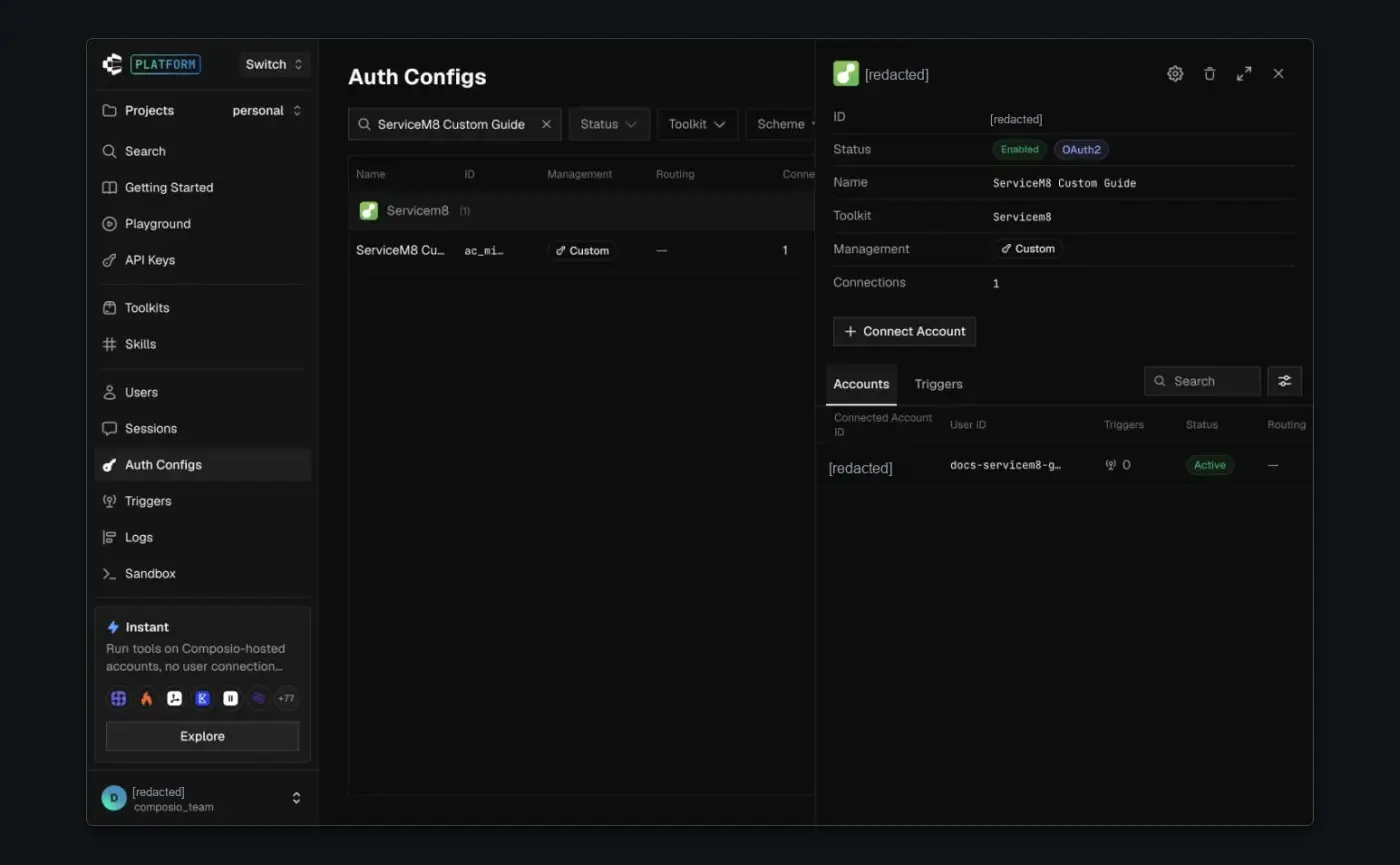 PLATFORM
Switch
Projects
personal
Search
Getting Started
Playground
API Keys
Toolkits
Skills
Users
Sessions
Auth Configs
Triggers
Logs
Sandbox
Instant
Run tools on Composio-hosted
accounts, no user connection…
+77
Explore
D
[redacted]
composio_team
Auth Configs
ServiceM8 Custom Guide
Status
Toolkit
Scheme
Name ID Management Routing Conne
Servicem8 (1)
ServiceM8 Cu… ac_mi… Custom — 1
[redacted]
ID [redacted]
Status Enabled OAuth2
Name ServiceM8 Custom Guide
Toolkit Servicem8
Management Custom
Connections 1
+ Connect Account
Accounts Triggers
Search
Connected Account
ID
User ID Triggers Status Routing
[redacted] docs-servicem8-g… 0 Active —